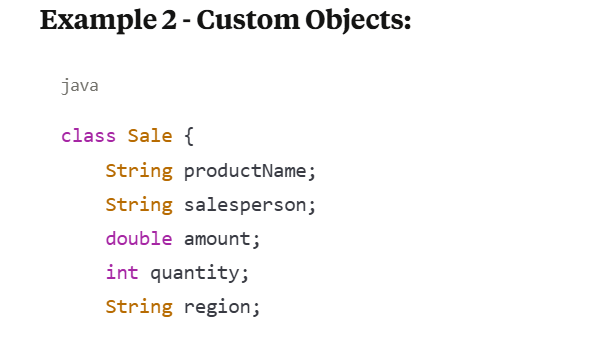 Example 2 - Custom Objects:
java
class Sale {
    String productName;
    String salesperson;
    double amount;
    int quantity;
    String region;